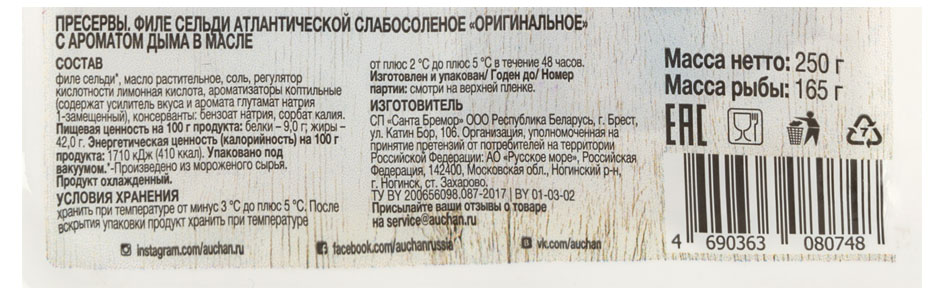 ПРЕСЕРВЫ. ФИЛЕ СЕЛЬДИ АТЛАНТИЧЕСКОЙ СЛАБОСОЛЕНОЕ «ОРИГИНАЛЬНОЕ»
С АРОМАТОМ ДЫМА В МАСЛЕ
СОСТАВ
филе сельди*, масло растительное, соль, регулятор
кислотности лимонная кислота, ароматизаторы коптильные
(содержат усилитель вкуса и аромата глутамат натрия
1-замещенный), консерванты: бензоат натрия, сорбат калия.
Пищевая ценность на 100 г продукта: белки – 9,0 г; жиры –
42,0 г. Энергетическая ценность (калорийность) на 100 г
продукта: 1710 кДж (410 ккал). Упаковано под
вакуумом.*-Произведено из мороженого сырья.
Продукт охлажденный.
УСЛОВИЯ ХРАНЕНИЯ
хранить при температуре от минус 3 °С до плюс 5 °С. После
вскрытия упаковки продукт хранить при температуре
от плюс 2 °С до плюс 5 °С в течение 48 часов.
Изготовлен и упакован/ Годен до/ Номер
партии: смотри на верхней пленке.
ИЗГОТОВИТЕЛЬ
СП «Санта Бремор» ООО Республика Беларусь, г. Брест,
ул. Катин Бор, 106. Организация, уполномоченная на
принятие претензий от потребителей на территории
Российской Федерации: АО «Русское море», Российская
Федерация, 142400, Московская обл., Ногинский р-н,
г. Ногинск, ст. Захарово.
ТУ BY 200656098.087-2017 | BY 01-03-02
Присылайте ваши отзывы о товаре
на service@auchan.ru
instagram.com/auchan.ru
facebook.com/auchanrussia
vk.com/auchan
Масса нетто: 250 г
Масса рыбы: 165 г
ЕАС
7
4 690363 080748